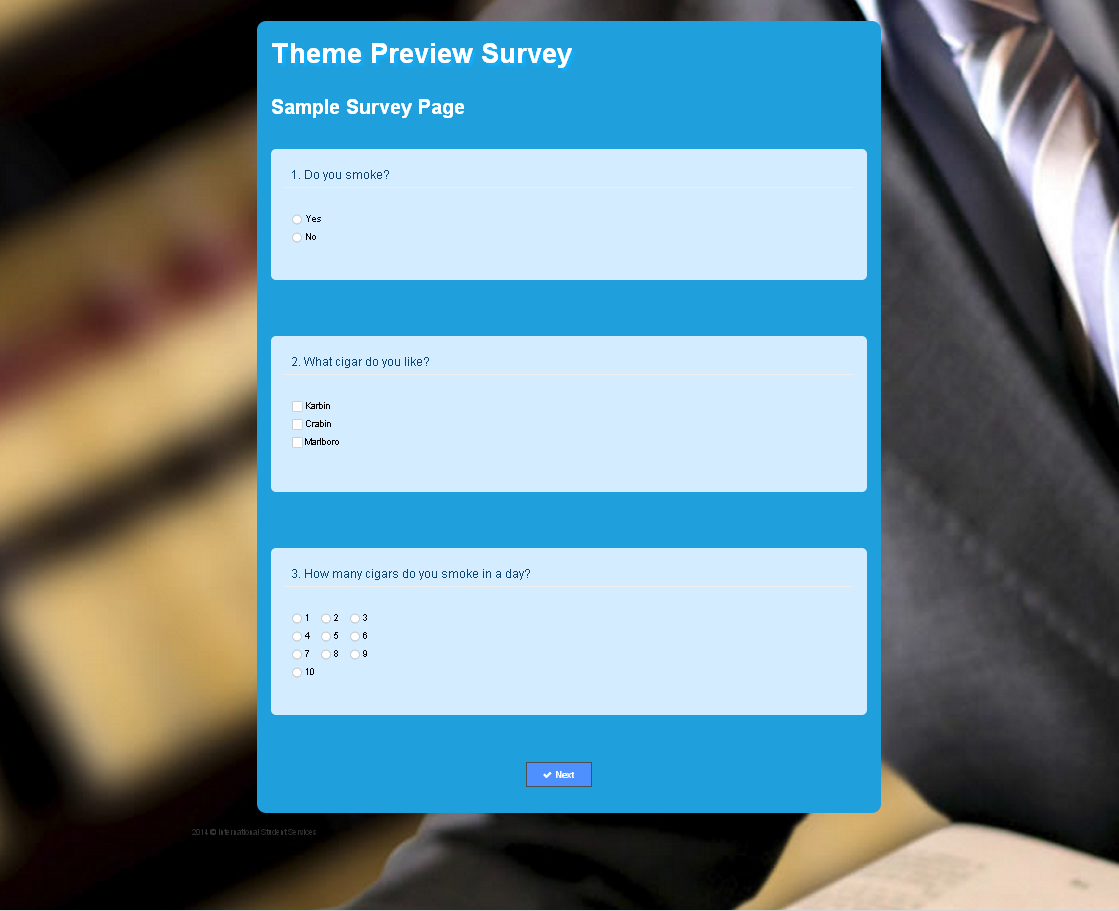 Theme Preview Survey
Sample Survey Page
1. Do you smoke?
Yes
No
2. What cigar do you like?
Karbin
Crabin
Marlboro
3. How many cigars do you smoke in a day?
1 2 3
4 5 6
7 8 9
10
Next
2014 © International Student Services